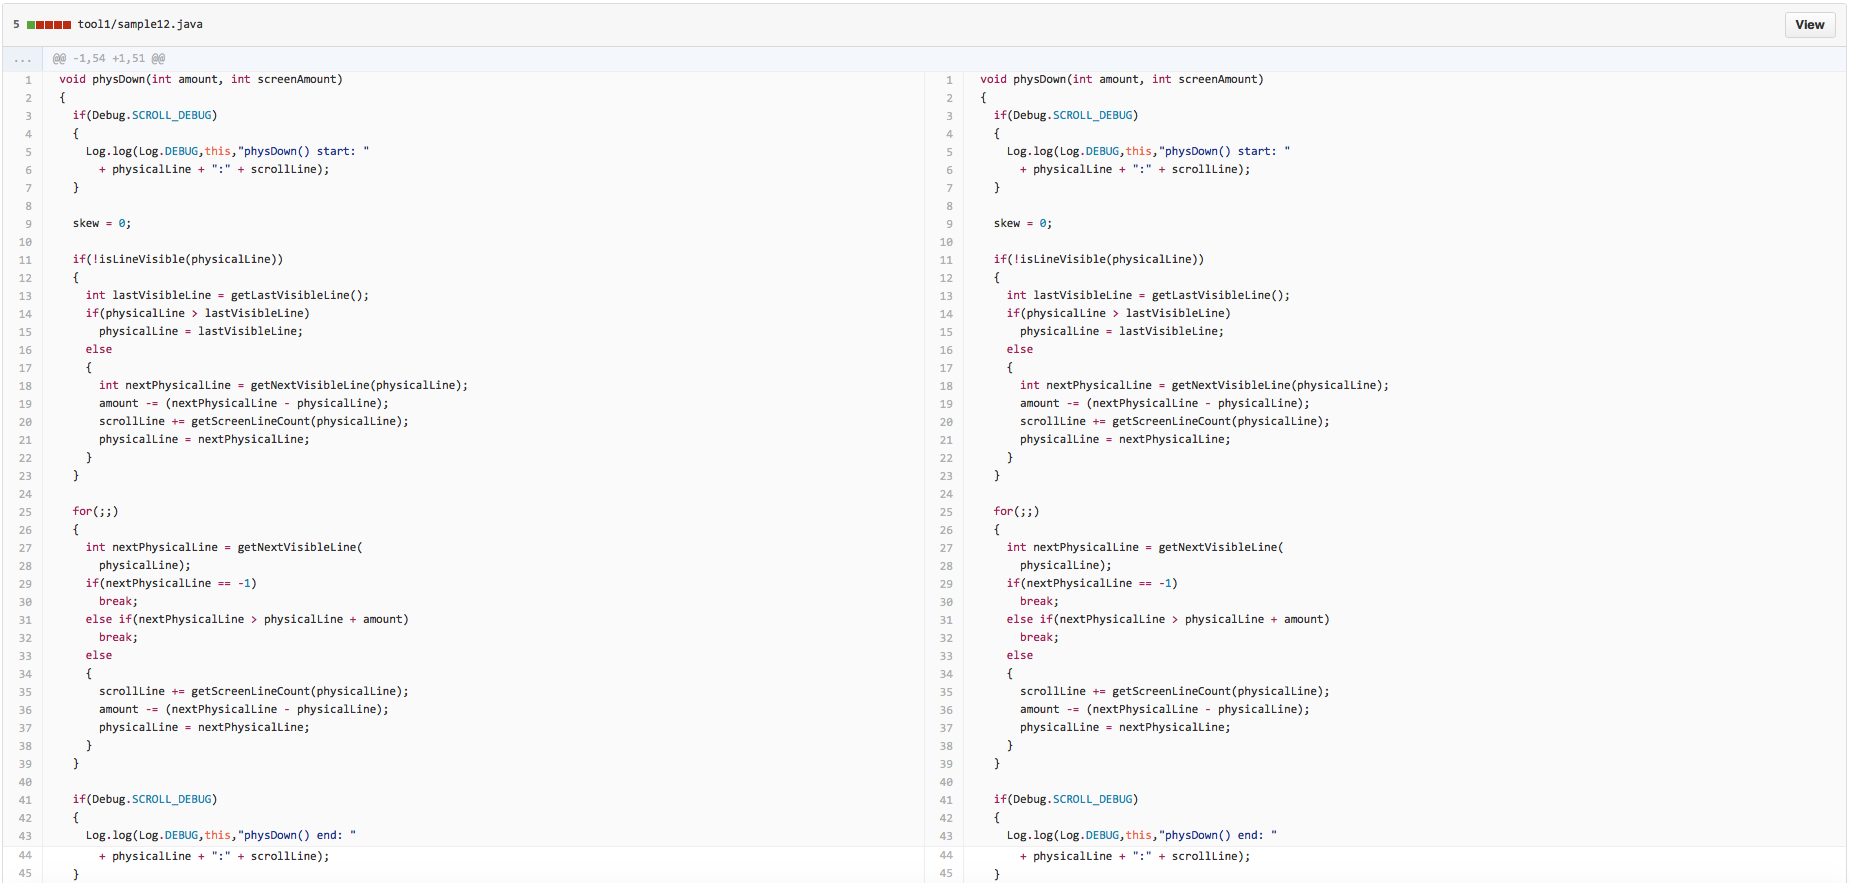 5 tool1/sample12.java
View
... @@ -1,54 +1,51 @@
1 void physDown(int amount, int screenAmount)
2 {
3 if(Debug.SCROLL_DEBUG)
4 {
5 Log.log(Log.DEBUG,this,"physDown() start: "
6 + physicalLine + ":" + scrollLine);
7 }
8
9 skew = 0;
10
11 if(!isLineVisible(physicalLine))
12 {
13 int lastVisibleLine = getLastVisibleLine();
14 if(physicalLine > lastVisibleLine)
15 physicalLine = lastVisibleLine;
16 else
17 {
18 int nextPhysicalLine = getNextVisibleLine(physicalLine);
19 amount -= (nextPhysicalLine - physicalLine);
20 scrollLine += getScreenLineCount(physicalLine);
21 physicalLine = nextPhysicalLine;
22 }
23 }
24
25 for(;;)
26 {
27 int nextPhysicalLine = getNextVisibleLine(
28 physicalLine);
29 if(nextPhysicalLine == -1)
30 break;
31 else if(nextPhysicalLine > physicalLine + amount)
32 break;
33 else
34 {
35 scrollLine += getScreenLineCount(physicalLine);
36 amount -= (nextPhysicalLine - physicalLine);
37 physicalLine = nextPhysicalLine;
38 }
39 }
40
41 if(Debug.SCROLL_DEBUG)
42 {
43 Log.log(Log.DEBUG,this,"physDown() end: "
44 + physicalLine + ":" + scrollLine);
45 }
1 void physDown(int amount, int screenAmount)
2 {
3 if(Debug.SCROLL_DEBUG)
4 {
5 Log.log(Log.DEBUG,this,"physDown() start: "
6 + physicalLine + ":" + scrollLine);
7 }
8
9 skew = 0;
10
11 if(!isLineVisible(physicalLine))
12 {
13 int lastVisibleLine = getLastVisibleLine();
14 if(physicalLine > lastVisibleLine)
15 physicalLine = lastVisibleLine;
16 else
17 {
18 int nextPhysicalLine = getNextVisibleLine(physicalLine);
19 amount -= (nextPhysicalLine - physicalLine);
20 scrollLine += getScreenLineCount(physicalLine);
21 physicalLine = nextPhysicalLine;
22 }
23 }
24
25 for(;;)
26 {
27 int nextPhysicalLine = getNextVisibleLine(
28 physicalLine);
29 if(nextPhysicalLine == -1)
30 break;
31 else if(nextPhysicalLine > physicalLine + amount)
32 break;
33 else
34 {
35 scrollLine += getScreenLineCount(physicalLine);
36 amount -= (nextPhysicalLine - physicalLine);
37 physicalLine = nextPhysicalLine;
38 }
39 }
40
41 if(Debug.SCROLL_DEBUG)
42 {
43 Log.log(Log.DEBUG,this,"physDown() end: "
44 + physicalLine + ":" + scrollLine);
45 }